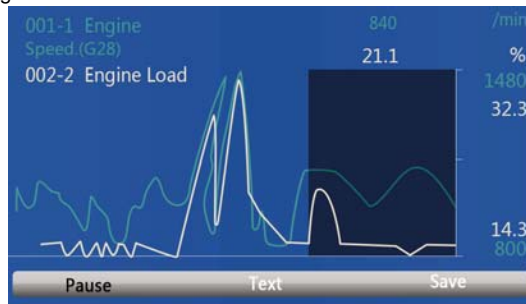 001-1 Engine 840 /min
Speed.(G28)
21.1 %
002-2 Engine Load
1480
32.3
14.3
800
Pause Text Save